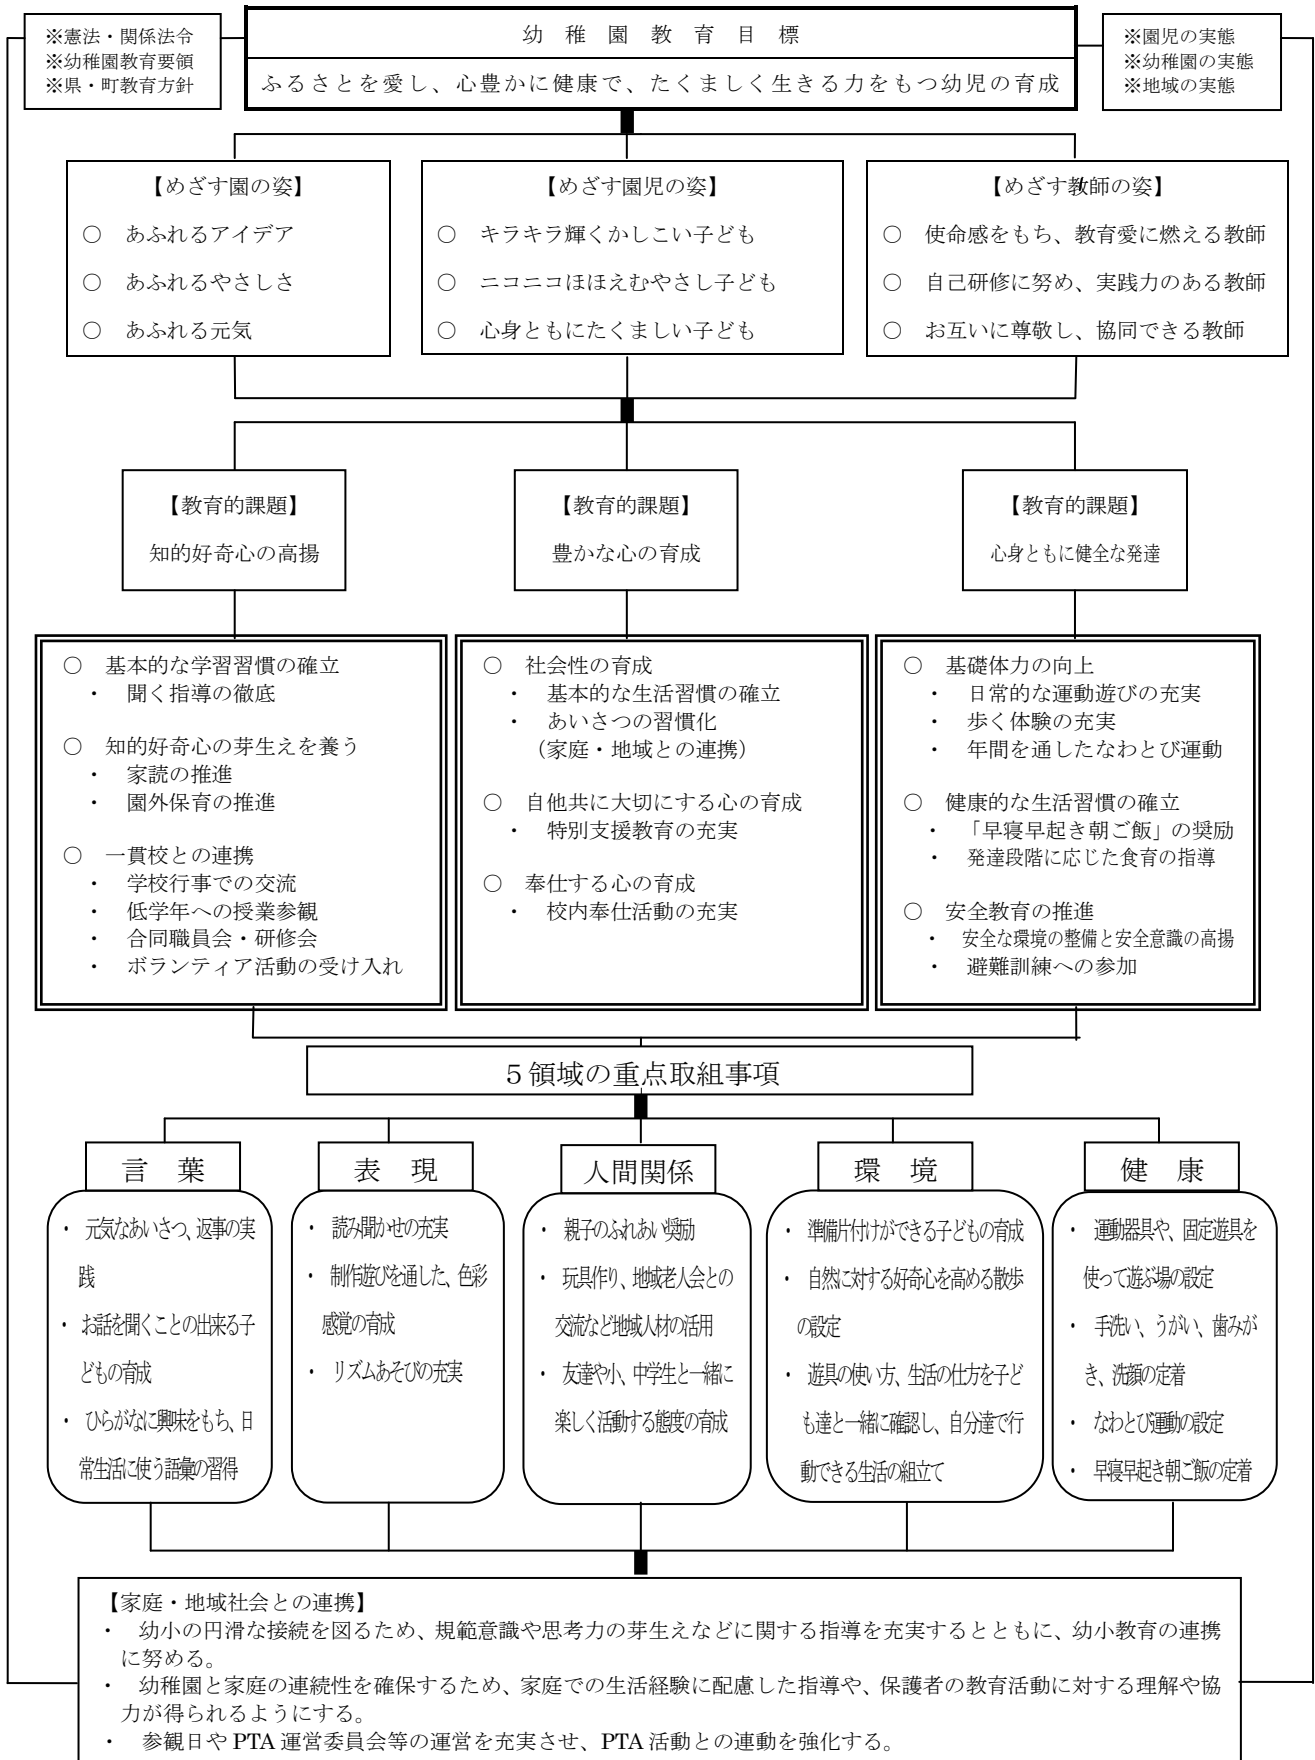 ※憲法・関係法令
※幼稚園教育要領
※県・町教育方針
幼稚園教育目標
ふるさとを愛し、心豊かに健康で、たくましく生きる力をもつ幼児の育成
※園児の実態
※幼稚園の実態
※地域の実態
【めざす園の姿】
○ あふれるアイデア
○ あふれるやさしさ
○ あふれる元気
【めざす園児の姿】
○ キラキラ輝くかしこい子ども
○ ニコニコほほえむやさし子ども
○ 心身ともにたくましい子ども
【めざす教師の姿】
○ 使命感をもち、教育愛に燃える教師
○ 自己研修に努め、実践力のある教師
○ お互いに尊敬し、協同できる教師
【教育的課題】
知的好奇心の高揚
【教育的課題】
豊かな心の育成
【教育的課題】
心身ともに健全な発達
○ 基本的な学習習慣の確立
・ 聞く指導の徹底
○ 知的好奇心の芽生えを養う
・ 家読の推進
・ 園外保育の推進
○ 一貫校との連携
・ 学校行事での交流
・ 低学年への授業参観
・ 合同職員会・研修会
・ ボランティア活動の受け入れ
○ 社会性の育成
・ 基本的な生活習慣の確立
・ あいさつの習慣化
（家庭・地域との連携）
○ 自他共に大切にする心の育成
・ 特別支援教育の充実
○ 奉仕する心の育成
・ 校内奉仕活動の充実
○ 基礎体力の向上
・ 日常的な運動遊びの充実
・ 歩く体験の充実
・ 年間を通したなわとび運動
○ 健康的な生活習慣の確立
・ 「早寝早起き朝ご飯」の奨励
・ 発達段階に応じた食育の指導
○ 安全教育の推進
・ 安全な環境の整備と安全意識の高揚
・ 避難訓練への参加
５領域の重点取組事項
言 葉
・ 元気なあいさつ、返事の実
践
・ お話を聞くことの出来る子
どもの育成
・ ひらがなに興味をもち、日
常生活に使う語彙の習得
表 現
・ 読み聞かせの充実
・ 制作遊びを通した、色彩
感覚の育成
・ リズムあそびの充実
人間関係
・ 親子のふれあい奨励
・ 玩具作り、地域老人会との
交流など地域人材の活用
・ 友達や小、中学生と一緒に
楽しく活動する態度の育成
環 境
・ 準備片付けができる子どもの育成
・ 自然に対する好奇心を高める散歩
の設定
・ 遊具の使い方、生活の仕方を子ど
も達と一緒に確認し、自分達で行
動できる生活の組立て
健 康
・ 運動器具や、固定遊具を
使って遊ぶ場の設定
・ 手洗い、うがい、歯みが
き、洗顔の定着
・ なわとび運動の設定
・ 早寝早起き朝ご飯の定着
【家庭・地域社会との連携】
・ 幼小の円滑な接続を図るため、規範意識や思考力の芽生えなどに関する指導を充実するとともに、幼小教育の連携
に努める。
・ 幼稚園と家庭の連続性を確保するため、家庭での生活経験に配慮した指導や、保護者の教育活動に対する理解や協
力が得られるようにする。
・ 参観日や PTA 運営委員会等の運営を充実させ、PTA 活動との連動を強化する。